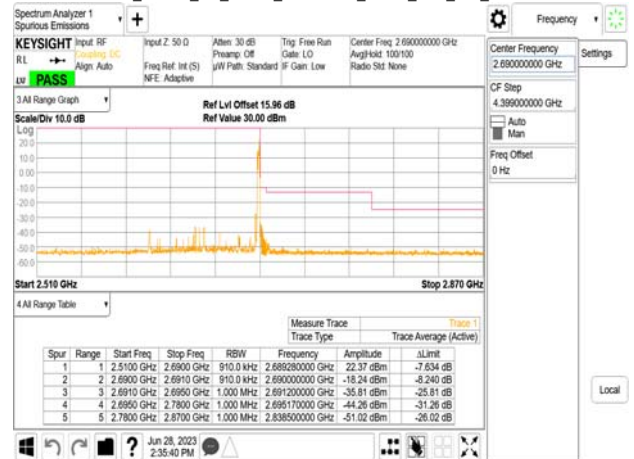 Spectrum Analyzer 1
Spurious Emissions
Frequency
KEYSIGHT
Input: RF
Coupling: DC
Align: Auto
Input Z: 50 Ω
Freq Ref: Int (S)
NFE: Adaptive
Atten: 30 dB
Preamp: Off
µW Path: Standard
Trig: Free Run
Gate: LO
IF Gain: Low
Center Freq: 2.690000000 GHz
Avg|Hold: 100/100
Radio Std: None
RL
LU PASS
Center Frequency
2.690000000 GHz
Settings
CF Step
4.399000000 GHz
Auto
Man
Freq Offset
0 Hz
Local
3 All Range Graph
Scale/Div 10.0 dB
Ref Lvl Offset 15.96 dB
Ref Value 30.00 dBm
Log
20.0
10.0
0.00
-10.0
-20.0
-30.0
-40.0
-50.0
-60.0
Start 2.510 GHz
Stop 2.870 GHz
4 All Range Table
Measure Trace Trace 1
Trace Type Trace Average (Active)
Spur Range Start Freq Stop Freq RBW Frequency Amplitude ΔLimit
1 1 2.5100 GHz 2.6900 GHz 910.0 kHz 2.689280000 GHz 22.37 dBm -7.634 dB
2 2 2.6900 GHz 2.6910 GHz 910.0 kHz 2.690000000 GHz -18.24 dBm -8.240 dB
3 3 2.6910 GHz 2.6950 GHz 1.000 MHz 2.691200000 GHz -35.81 dBm -25.81 dB
4 4 2.6950 GHz 2.7800 GHz 1.000 MHz 2.695170000 GHz -44.26 dBm -31.26 dB
5 5 2.7800 GHz 2.8700 GHz 1.000 MHz 2.838500000 GHz -51.02 dBm -26.02 dB
Jun 28, 2023
2:35:40 PM